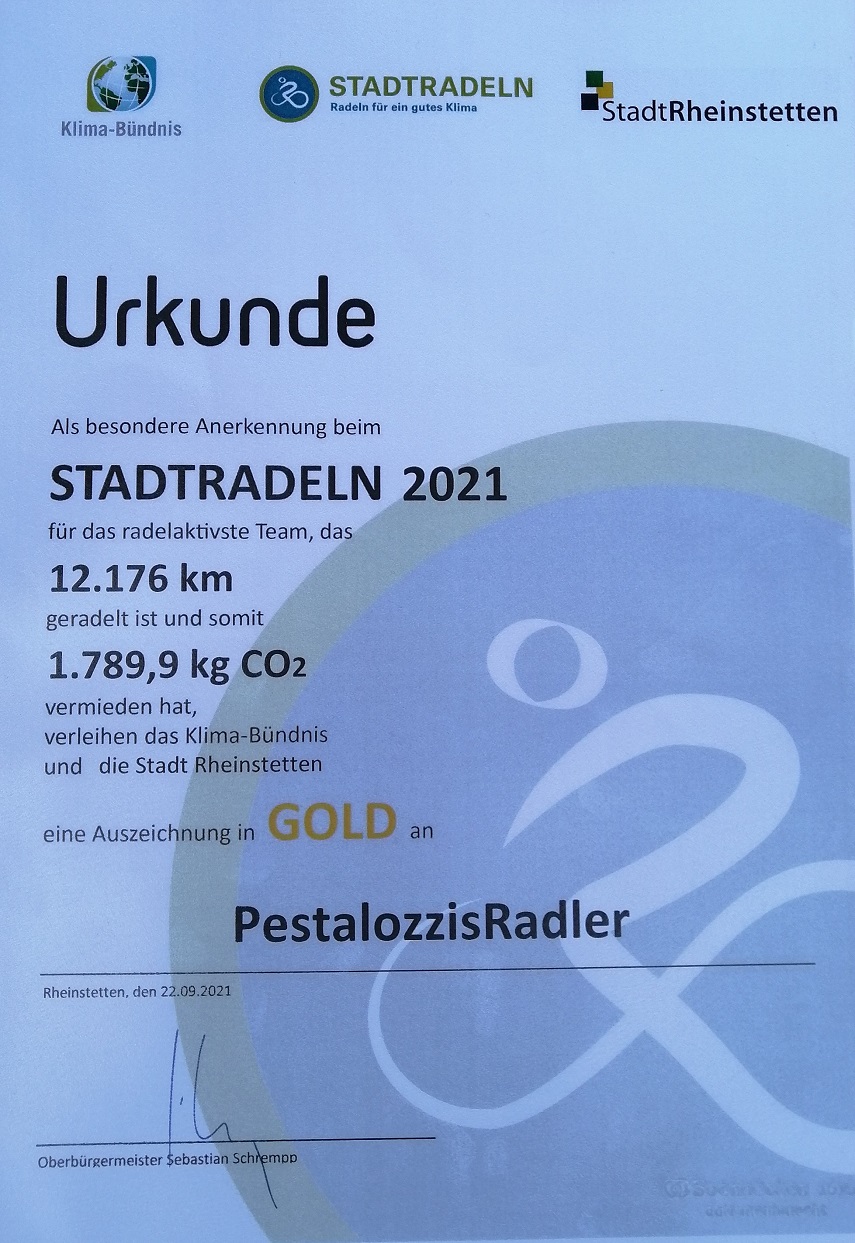 Klima-Bündnis
STADTRADELN
Radeln für ein gutes Klima
StadtRheinstetten
Urkunde
Als besondere Anerkennung beim
STADTRADELN 2021
für das radelaktivste Team, das
12.176 km
geradelt ist und somit
1.789,9 kg CO2
vermieden hat,
verleihen das Klima-Bündnis
und die Stadt Rheinstetten
eine Auszeichnung in GOLD an
PestalozzisRadler
Rheinstetten, den 22.09.2021
Oberbürgermeister Sebastian Schrempp